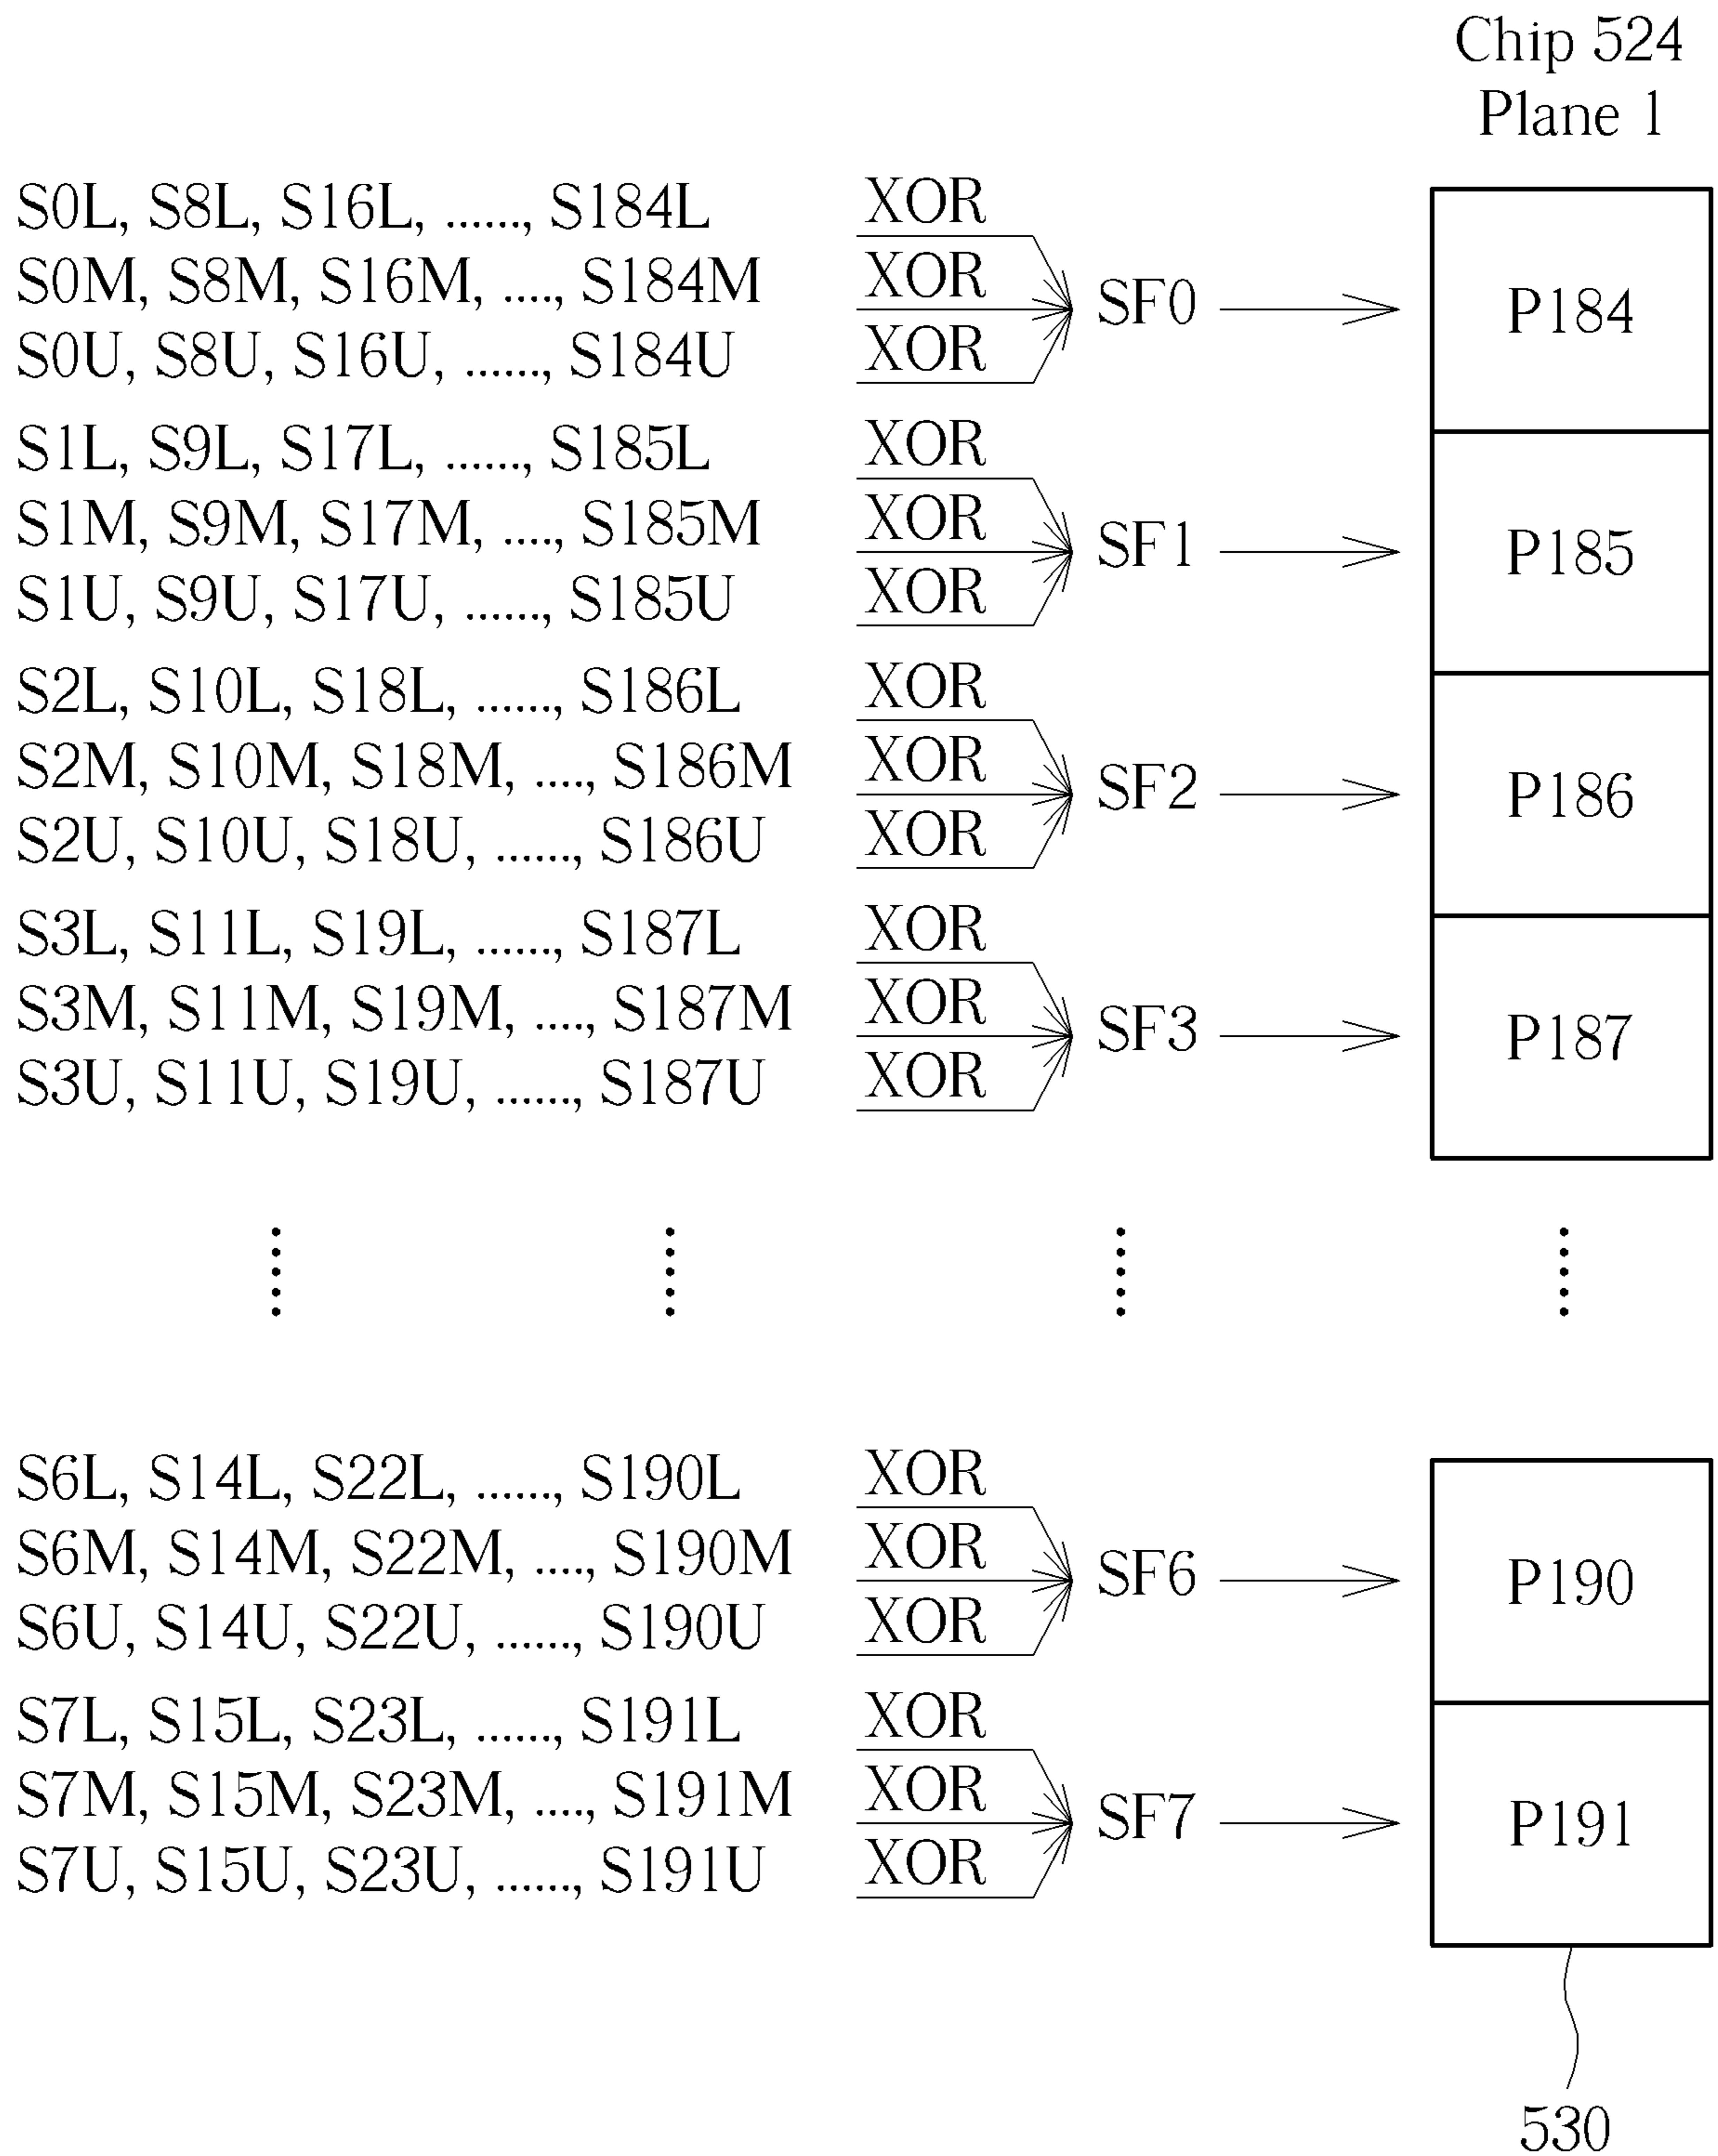 Chip 524
Plane 1
S0L, S8L, S16L, ......, S184L XOR
S0M, S8M, S16M, ...., S184M XOR SF0 P184
S0U, S8U, S16U, ......, S184U XOR
S1L, S9L, S17L, ......, S185L XOR
S1M, S9M, S17M, ...., S185M XOR SF1 P185
S1U, S9U, S17U, ......, S185U XOR
S2L, S10L, S18L, ......, S186L XOR
S2M, S10M, S18M, ...., S186M XOR SF2 P186
S2U, S10U, S18U, ......, S186U XOR
S3L, S11L, S19L, ......, S187L XOR
S3M, S11M, S19M, ...., S187M XOR SF3 P187
S3U, S11U, S19U, ......, S187U XOR
S6L, S14L, S22L, ......, S190L XOR
S6M, S14M, S22M, ...., S190M XOR SF6 P190
S6U, S14U, S22U, ......, S190U XOR
S7L, S15L, S23L, ......, S191L XOR
S7M, S15M, S23M, ...., S191M XOR SF7 P191
S7U, S15U, S23U, ......, S191U XOR
530